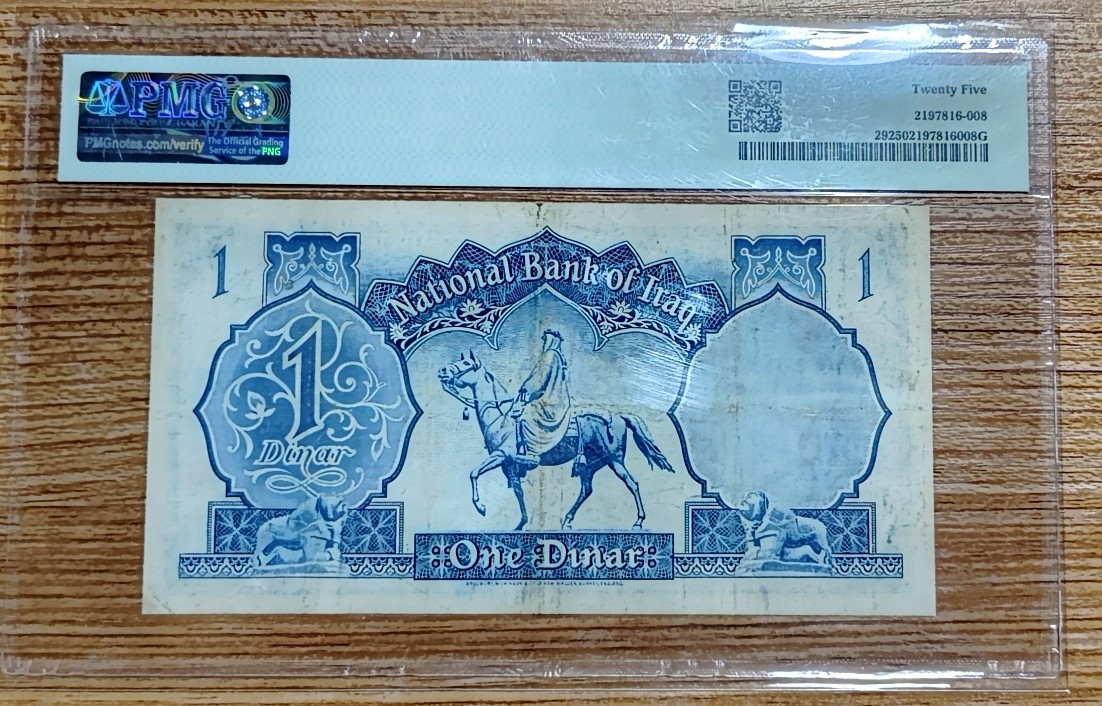 PMG
PMGnotes.com/verify
The Official Grading
Service of the PNG
Twenty Five
2197816-008
292502197816008G
1
1
National Bank of Iraq
1
Dinar
One Dinar